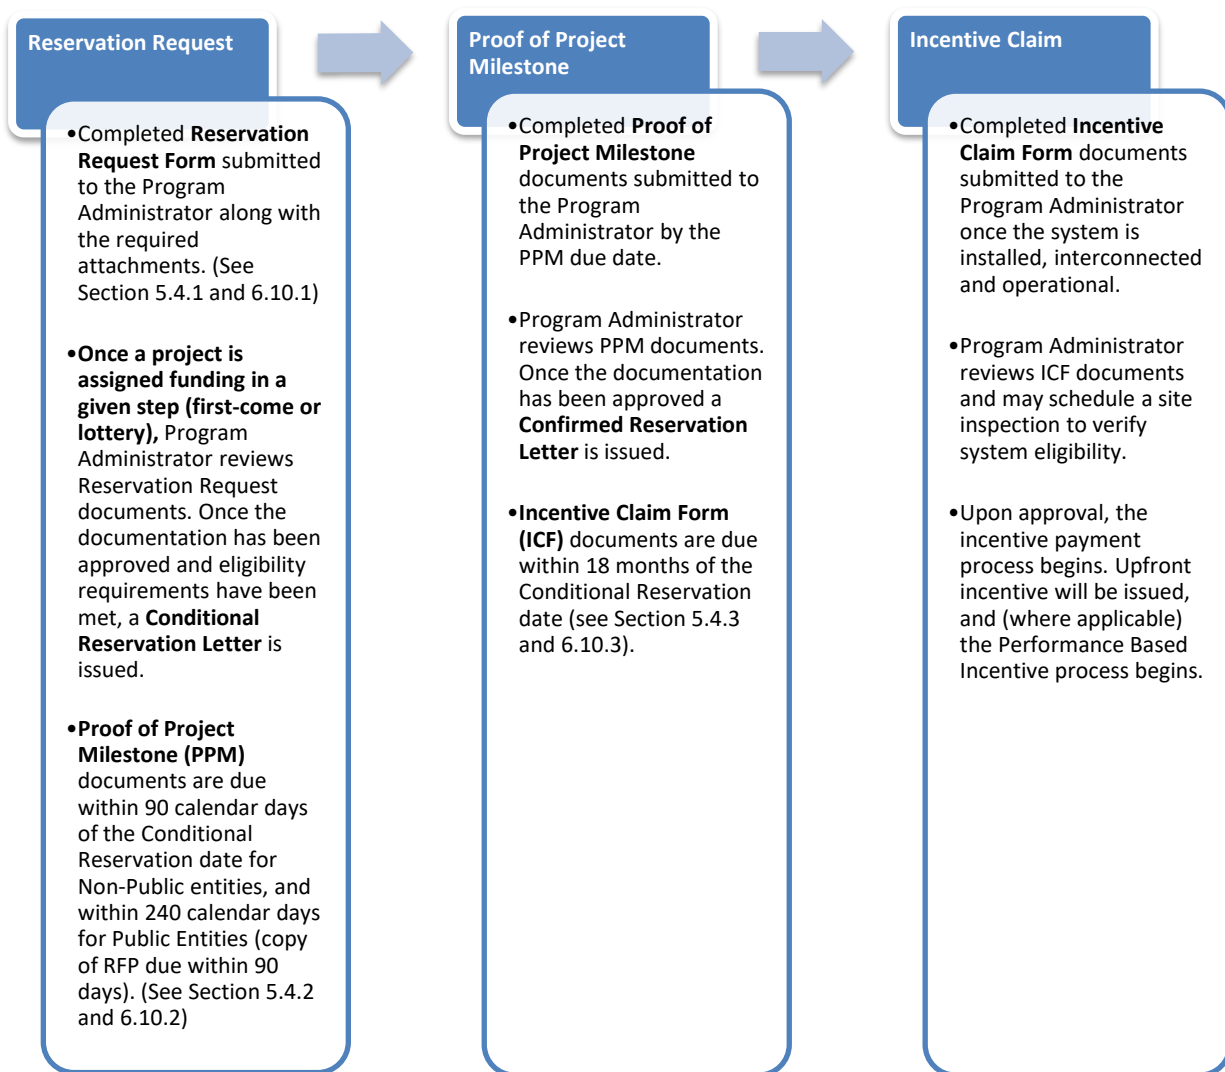 Reservation Request
•Completed Reservation
Request Form submitted
to the Program
Administrator along with
the required
attachments. (See
Section 5.4.1 and 6.10.1)
•Once a project is
assigned funding in a
given step (first-come or
lottery), Program
Administrator reviews
Reservation Request
documents. Once the
documentation has been
approved and eligibility
requirements have been
met, a Conditional
Reservation Letter is
issued.
•Proof of Project
Milestone (PPM)
documents are due
within 90 calendar days
of the Conditional
Reservation date for
Non-Public entities, and
within 240 calendar days
for Public Entities (copy
of RFP due within 90
days). (See Section 5.4.2
and 6.10.2)
Proof of Project
Milestone
•Completed Proof of
Project Milestone
documents submitted to
the Program
Administrator by the
PPM due date.
•Program Administrator
reviews PPM documents.
Once the documentation
has been approved a
Confirmed Reservation
Letter is issued.
•Incentive Claim Form
(ICF) documents are due
within 18 months of the
Conditional Reservation
date (see Section 5.4.3
and 6.10.3).
Incentive Claim
•Completed Incentive
Claim Form documents
submitted to the
Program Administrator
once the system is
installed, interconnected
and operational.
•Program Administrator
reviews ICF documents
and may schedule a site
inspection to verify
system eligibility.
•Upon approval, the
incentive payment
process begins. Upfront
incentive will be issued,
and (where applicable)
the Performance Based
Incentive process begins.